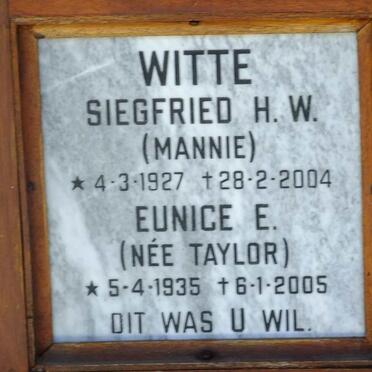 WITTE
SIEGFRIED H. W.
(MANNIE)
★ 4-3-1927 †28-2-2004
EUNICE E.
(NÉE TAYLOR)
★ 5-4-1935 †6-1-2005
DIT WAS U WIL.